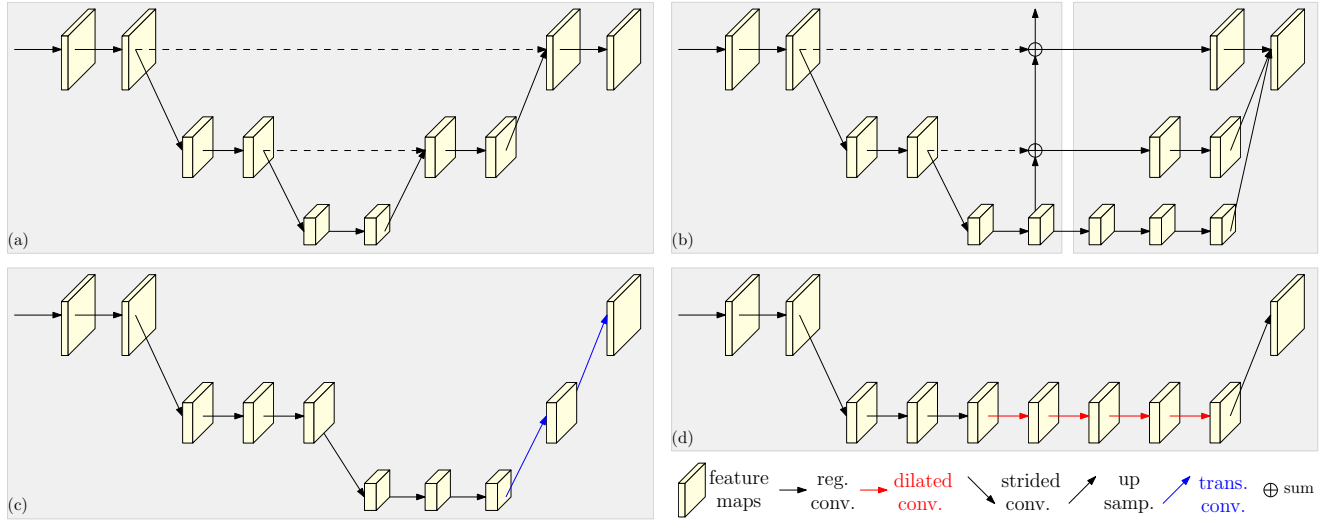 (a)
(b)
(c)
(d)
feature
maps
reg.
conv.
dilated
conv.
strided
conv.
up
samp.
trans.
conv.
sum